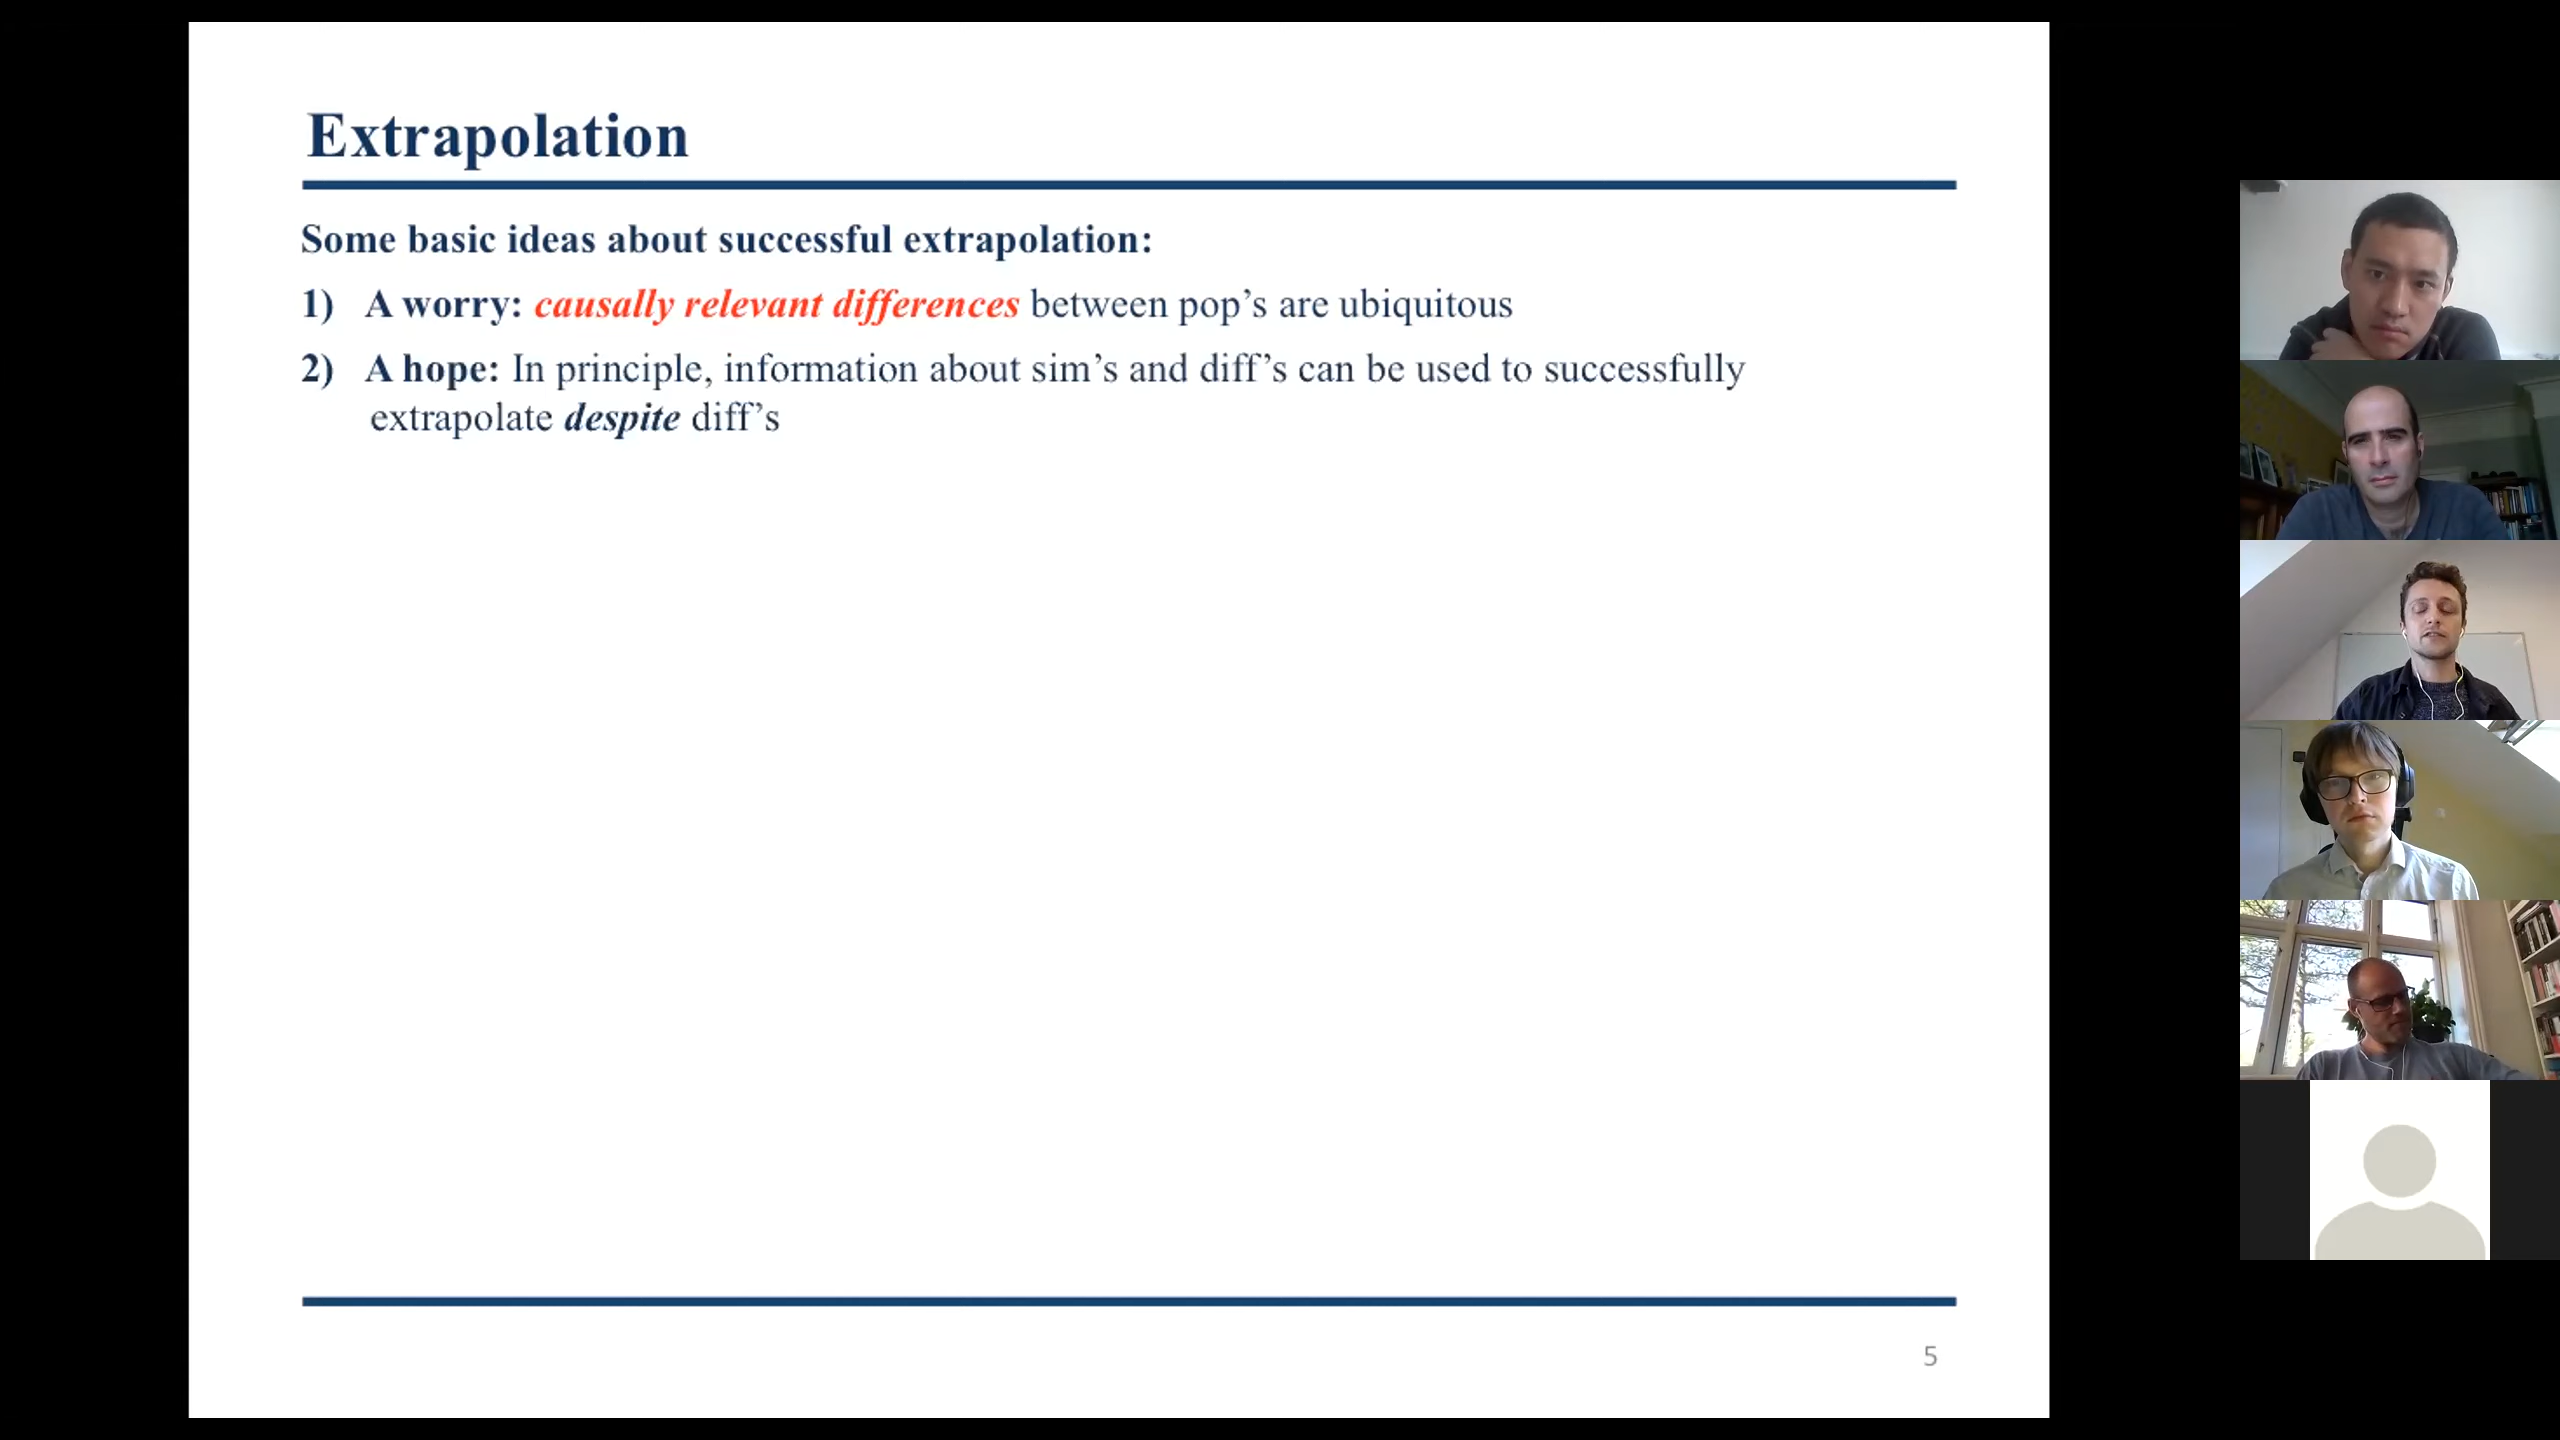 Extrapolation
Some basic ideas about successful extrapolation:
1) A worry: causally relevant differences between pop’s are ubiquitous
2) A hope: In principle, information about sim’s and diff’s can be used to successfully
extrapolate despite diff’s
5